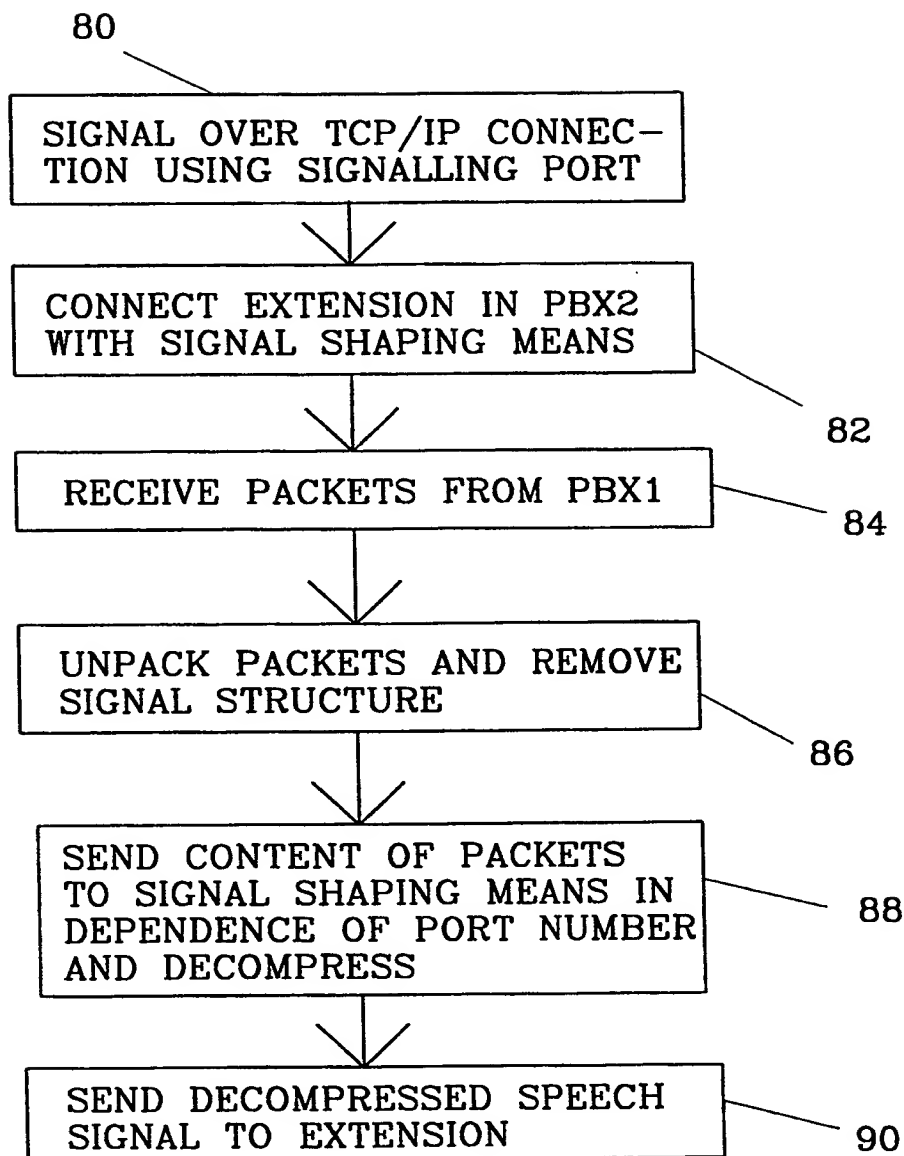 80
SIGNAL OVER TCP/IP CONNEC-
TION USING SIGNALLING PORT
CONNECT EXTENSION IN PBX2
WITH SIGNAL SHAPING MEANS
82
RECEIVE PACKETS FROM PBX1
84
UNPACK PACKETS AND REMOVE
SIGNAL STRUCTURE
86
SEND CONTENT OF PACKETS
TO SIGNAL SHAPING MEANS IN
DEPENDENCE OF PORT NUMBER
AND DECOMPRESS
88
SEND DECOMPRESSED SPEECH
SIGNAL TO EXTENSION
90